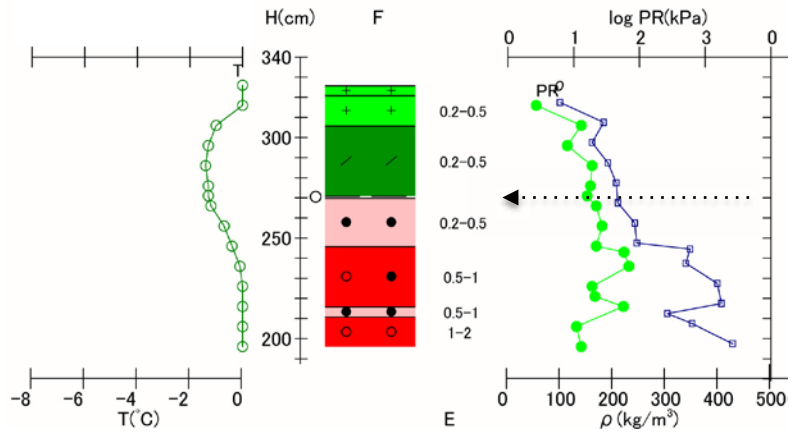 H(cm) F log PR(kPa)
0 1 2 3 4 0
340
T PR ρ
0.2-0.5
300
0.2-0.5
0.2-0.5
250
0.5-1
0.5-1
200 1-2
-8 -6 -4 -2 0 0 100 200 300 400 500
T(°C) E ρ (kg/m³)